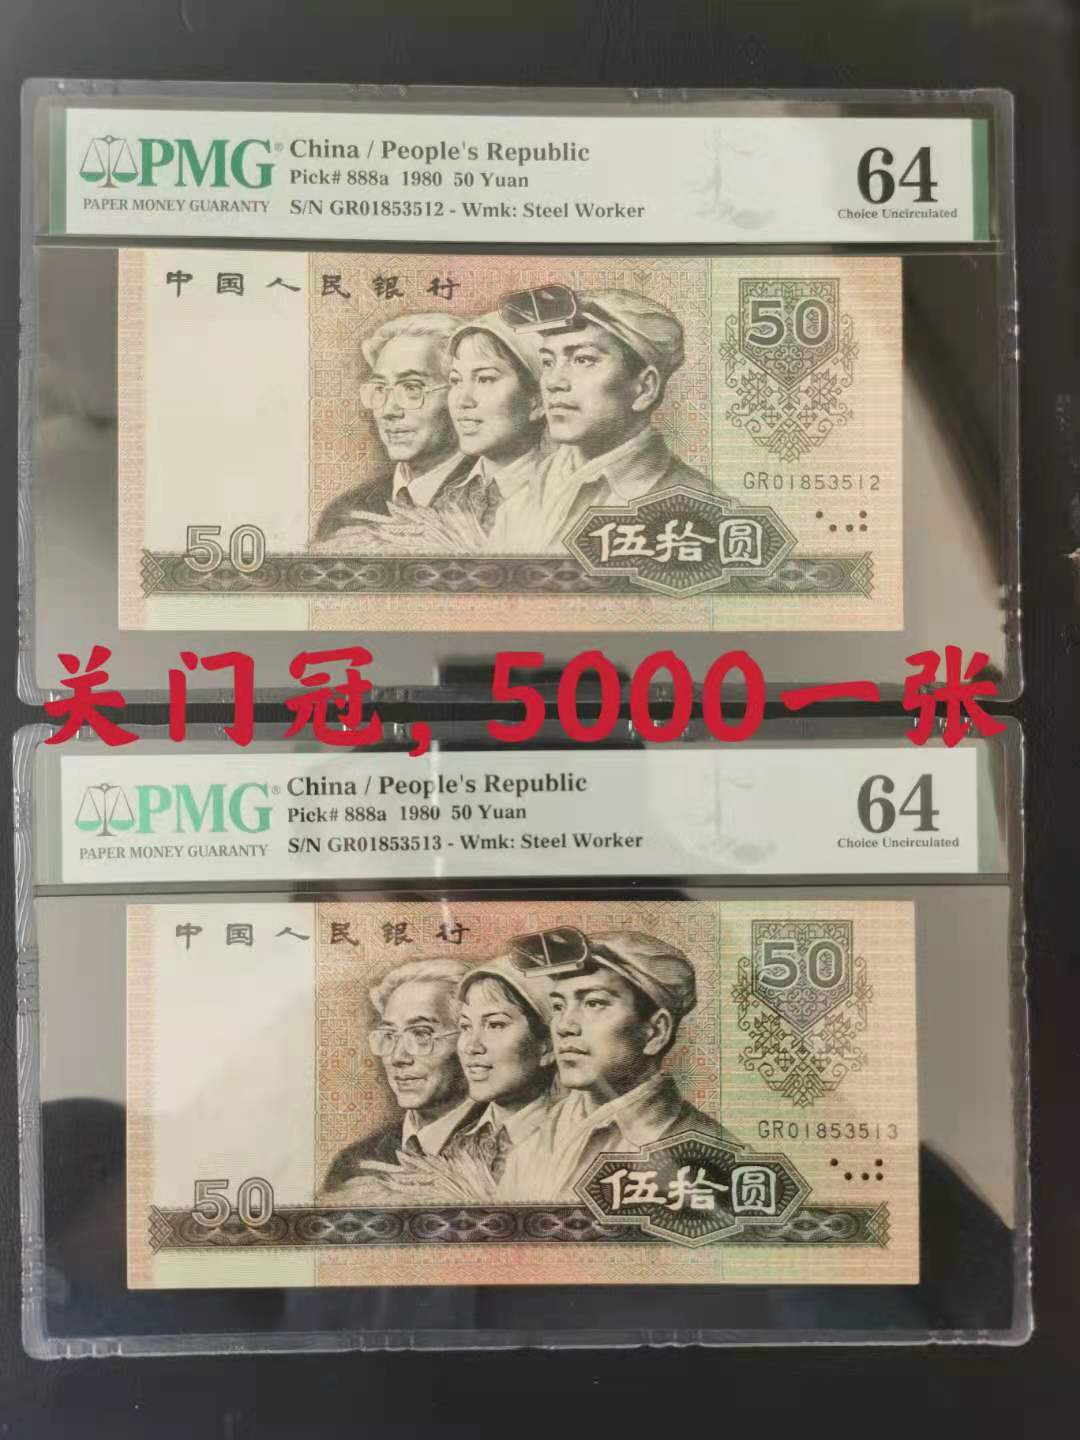 PMG® China / People's Republic
Pick# 888a 1980 50 Yuan
PAPER MONEY GUARANTY S/N GR01853512 - Wmk: Steel Worker
64
Choice Uncirculated
中国人民银行
50
GR01853512
50
伍拾圆
关门冠，5000一张
PMG® China / People's Republic
Pick# 888a 1980 50 Yuan
PAPER MONEY GUARANTY S/N GR01853513 - Wmk: Steel Worker
64
Choice Uncirculated
中国人民银行
50
GR01853513
50
伍拾圆